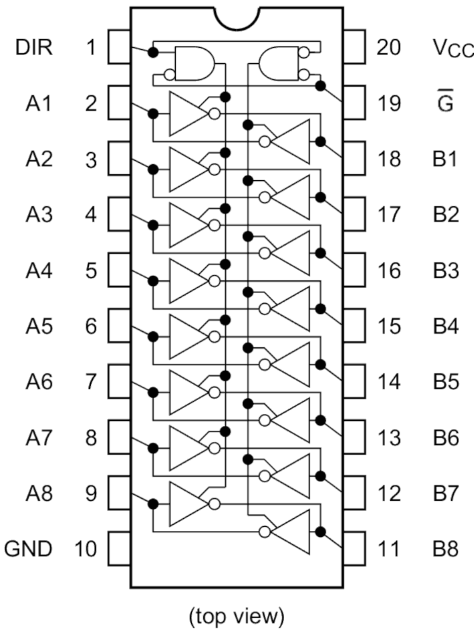 DIR 1 20 VCC
A1 2 19 G̅
A2 3 18 B1
A3 4 17 B2
A4 5 16 B3
A5 6 15 B4
A6 7 14 B5
A7 8 13 B6
A8 9 12 B7
GND 10 11 B8
(top view)